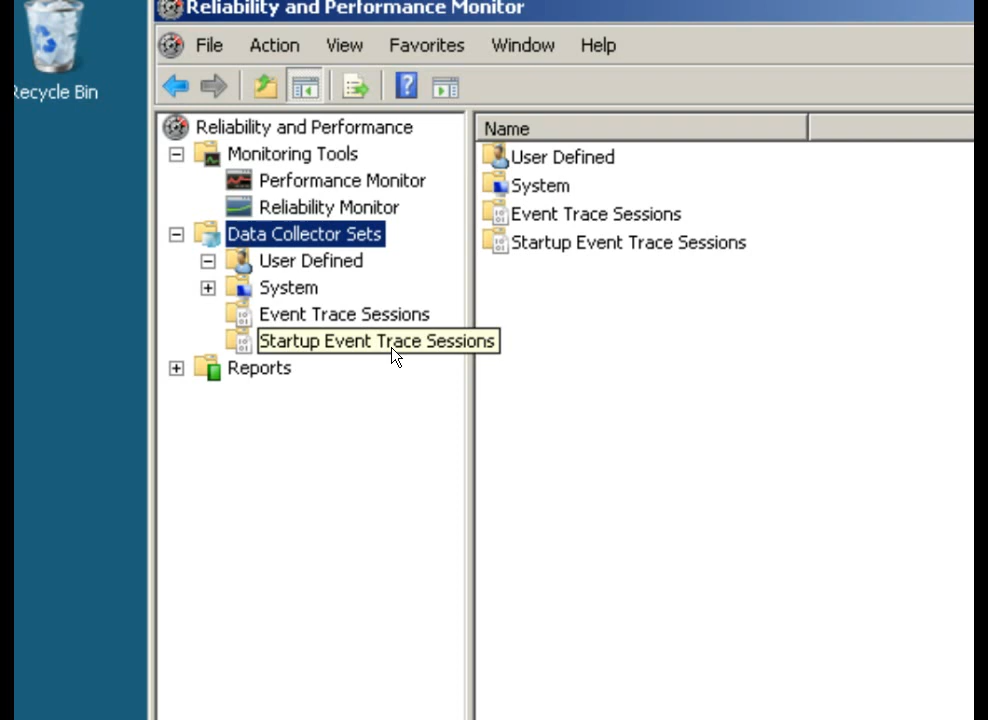 Reliability and Performance Monitor
Recycle Bin
File Action View Favorites Window Help
Reliability and Performance
Monitoring Tools
Performance Monitor
Reliability Monitor
Data Collector Sets
User Defined
System
Event Trace Sessions
Startup Event Trace Sessions
Reports
Name
User Defined
System
Event Trace Sessions
Startup Event Trace Sessions